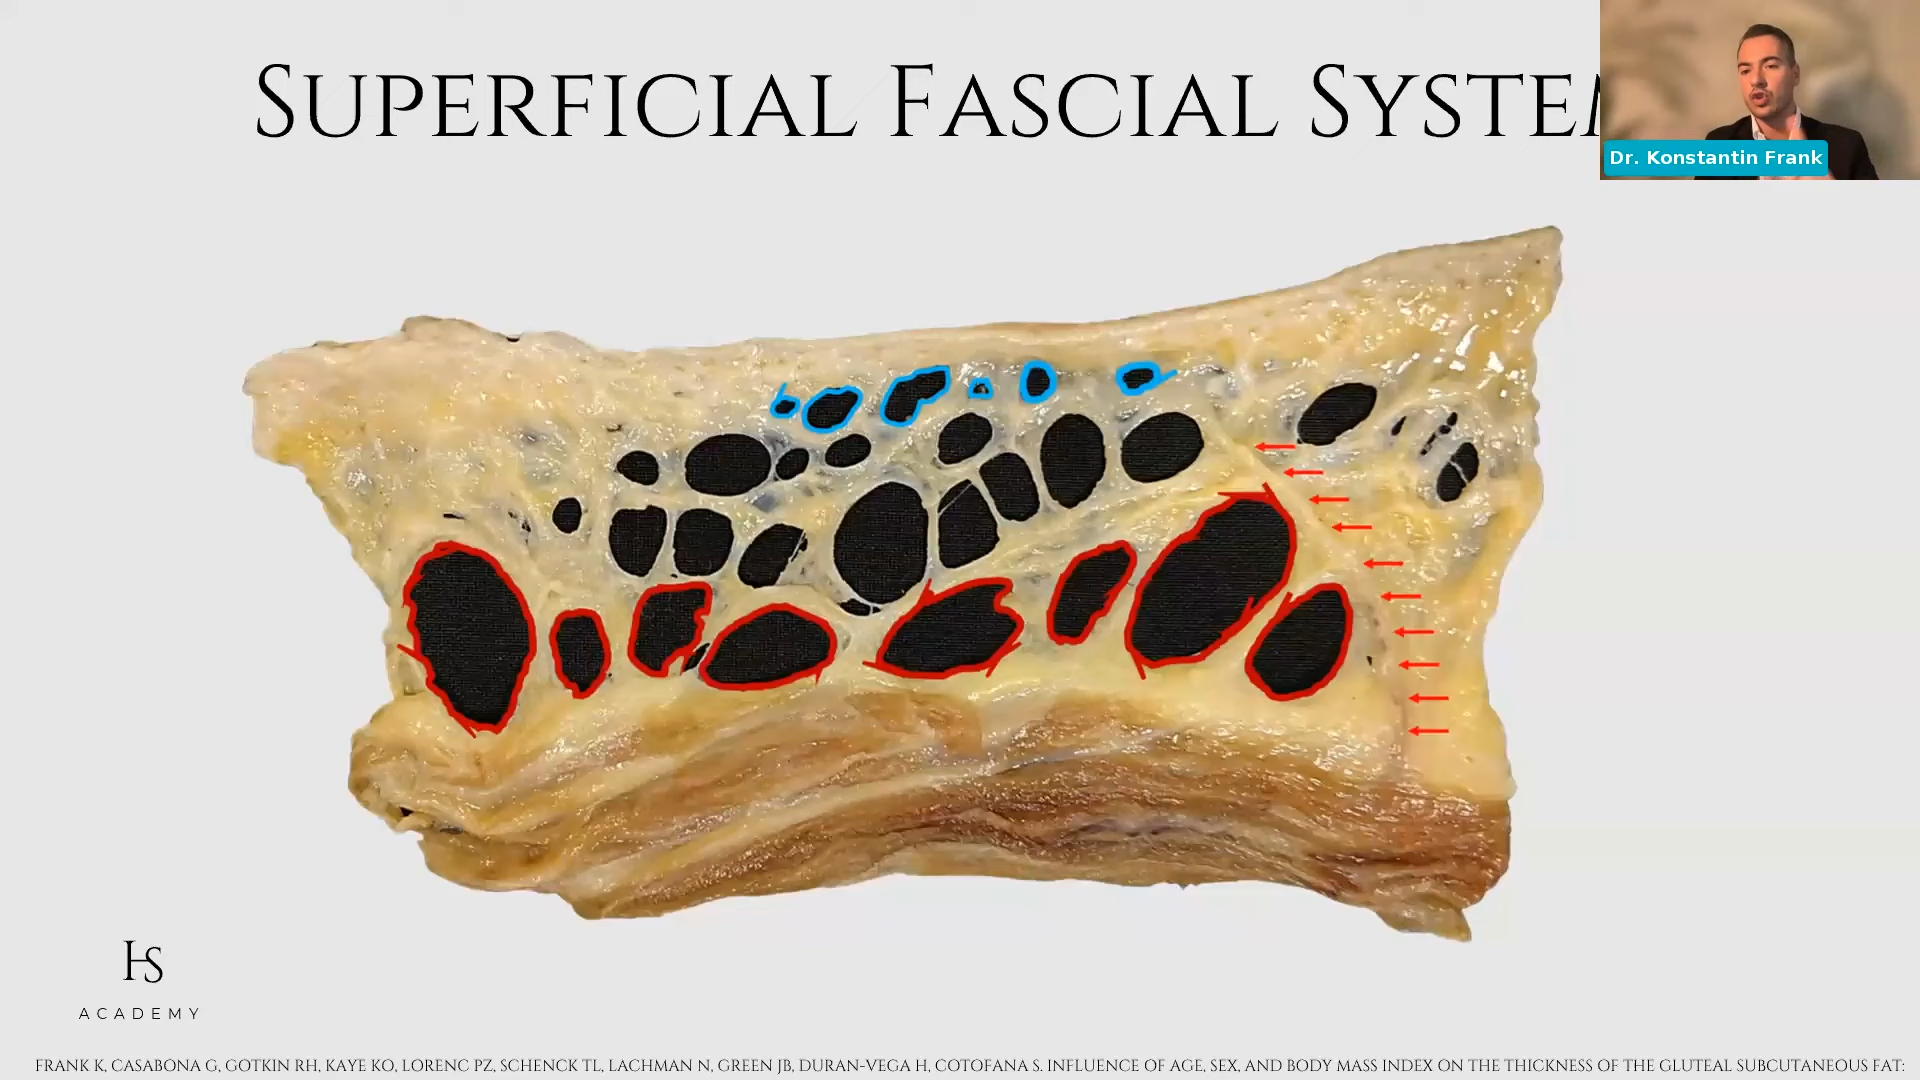 SUPERFICIAL FASCIAL SYSTEM
Dr. Konstantin Frank
HS
ACADEMY
FRANK K, CASABONA G, GOTKIN RH, KAYE KO, LORENC PZ, SCHENCK TL, LACHMAN N, GREEN JB, DURAN-VEGA H, COTOFANA S. INFLUENCE OF AGE, SEX, AND BODY MASS INDEX ON THE THICKNESS OF THE GLUTEAL SUBCUTANEOUS FAT: